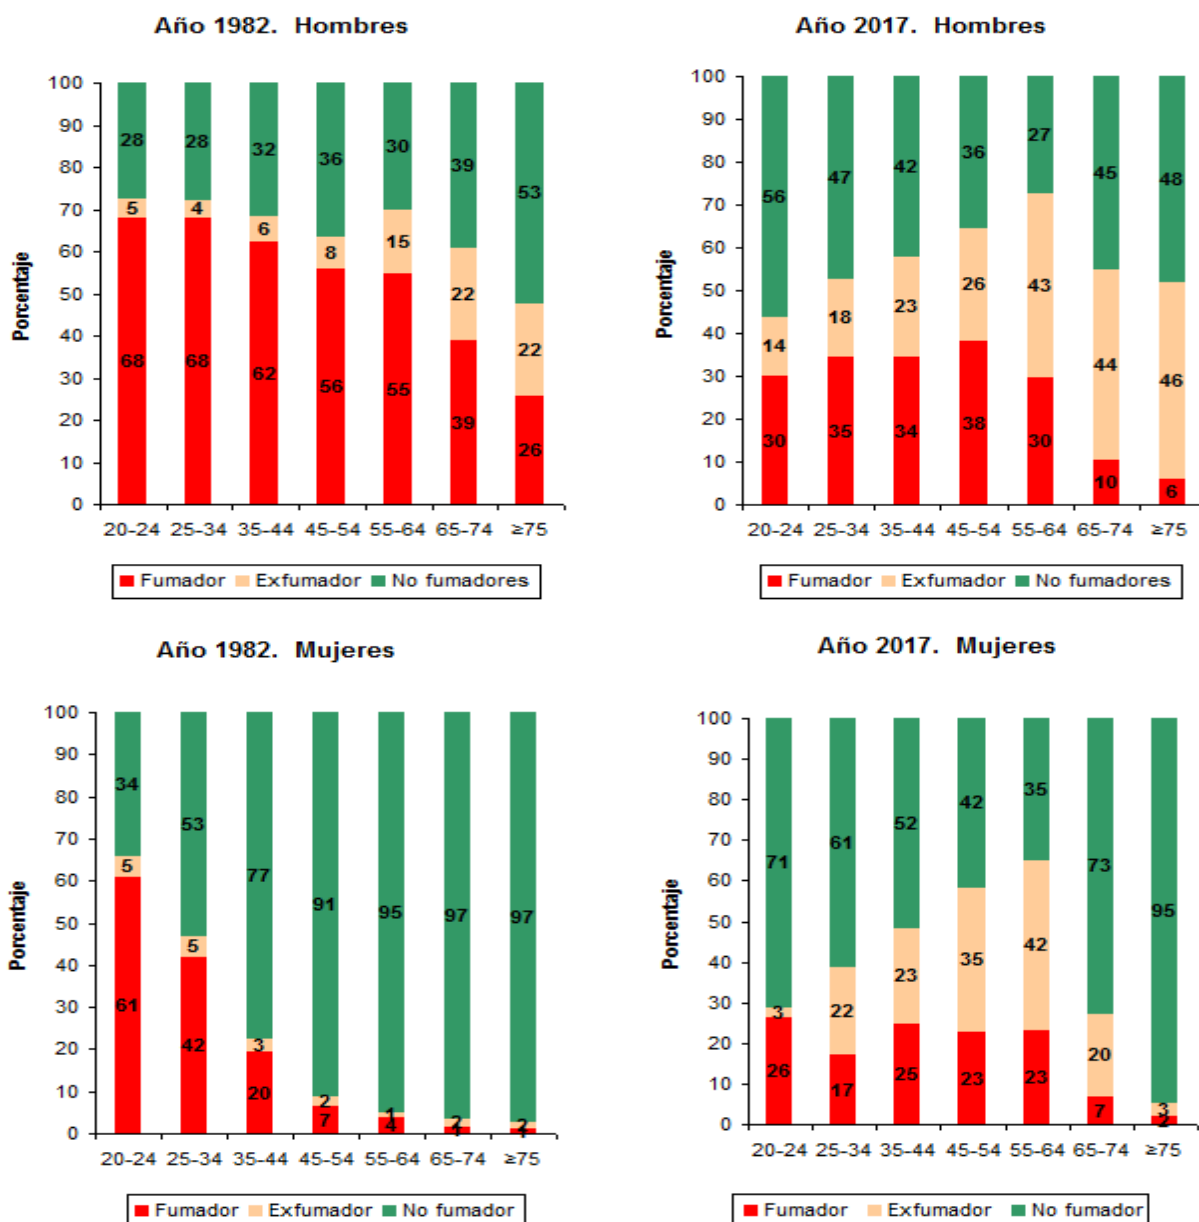 Año 1982.  Hombres
Porcentaje
100
90
80
70
60
50
40
30
20
10
0
28 28 32 36 30 39 53
5 4 6 8 15 22 22
68 68 62 56 55 39 26
20-24 25-34 35-44 45-54 55-64 65-74 ≥75
Fumador Exfumador No fumadores
Año 2017.  Hombres
Porcentaje
100
90
80
70
60
50
40
30
20
10
0
56 47 42 36 27 45 48
14 18 23 26 43 44 46
30 35 34 38 30 10 6
20-24 25-34 35-44 45-54 55-64 65-74 ≥75
Fumador Exfumador No fumadores
Año 1982.  Mujeres
Porcentaje
100
90
80
70
60
50
40
30
20
10
0
34 53 77 91 95 97 97
5 5 3 2 1 2 2
61 42 20 7 4 1 1
20-24 25-34 35-44 45-54 55-64 65-74 ≥75
Fumador Exfumador No fumador
Año 2017.  Mujeres
Porcentaje
100
90
80
70
60
50
40
30
20
10
0
71 61 52 42 35 73 95
3 22 23 35 42 20 3
26 17 25 23 23 7 2
20-24 25-34 35-44 45-54 55-64 65-74 ≥75
Fumador Exfumador No fumador